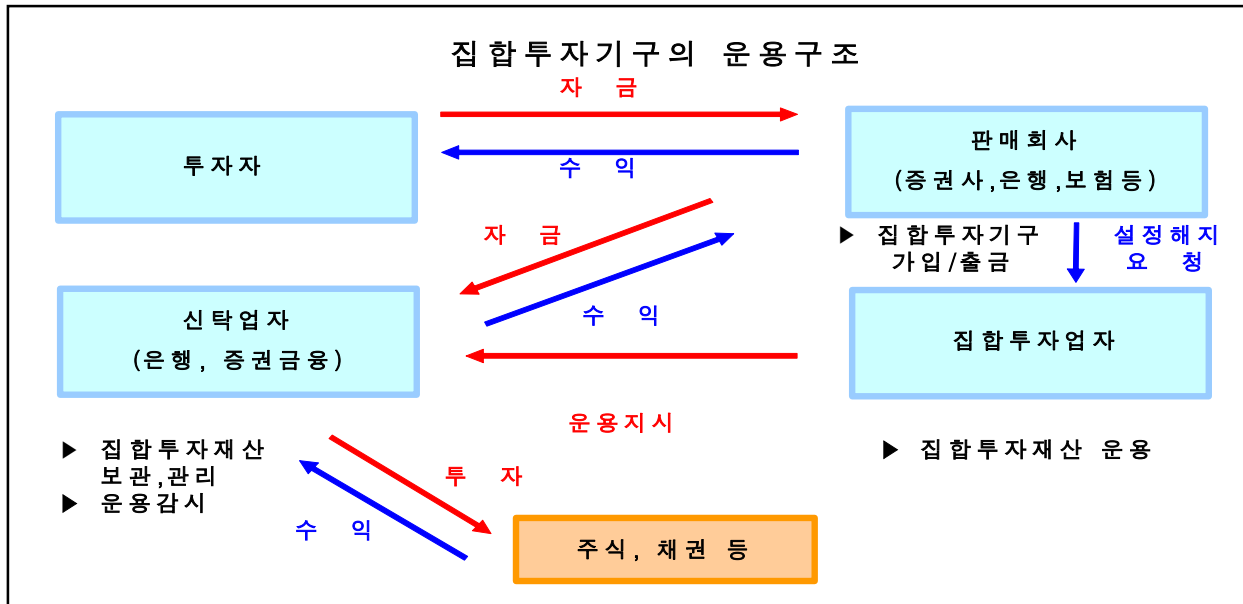 집합투자기구의 운용구조
자 금
투자자
수 익
판매회사
(증권사,은행,보험등)
자 금
▶ 집합투자기구
가입/출금
설정해지
요 청
신탁업자
(은행, 증권금융)
수 익
집합투자업자
운용지시
▶ 집합투자재산
보관,관리
▶ 운용감시
▶ 집합투자재산 운용
투 자
수 익
주식, 채권 등